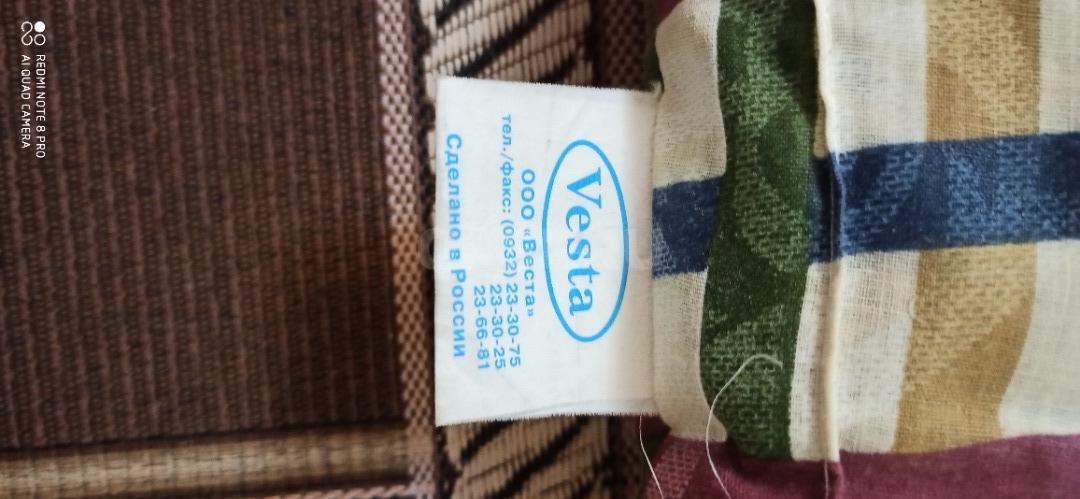 Vesta
ООО «Веста»
тел./факс: (0932) 23-30-75
23-30-25
23-66-81
Сделано в России
REDMI NOTE 8 PRO
AI QUAD CAMERA